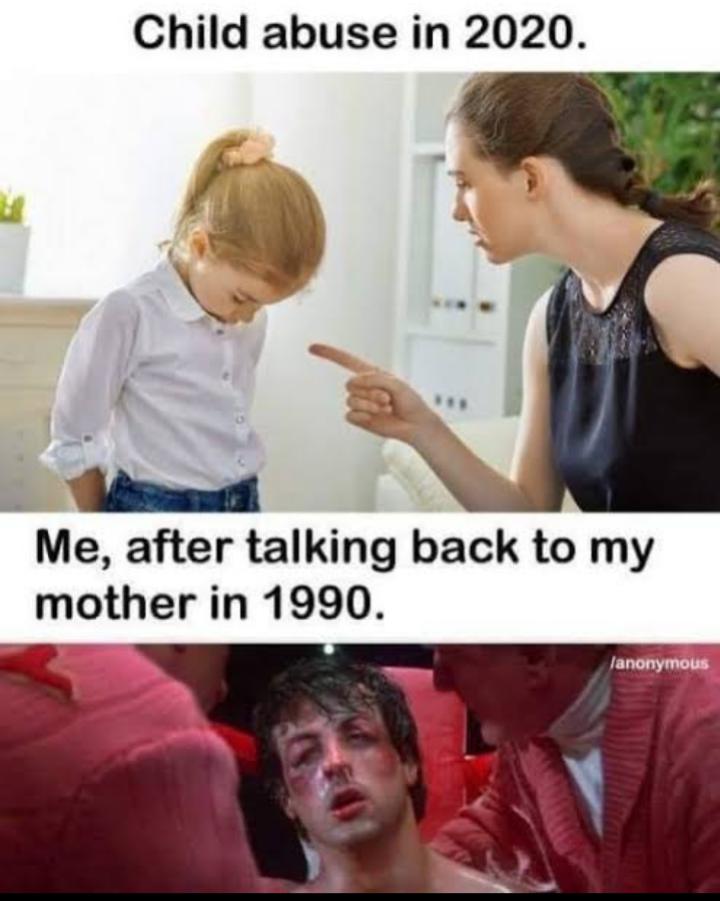 Child abuse in 2020.
Me, after talking back to my
mother in 1990.
/anonymous